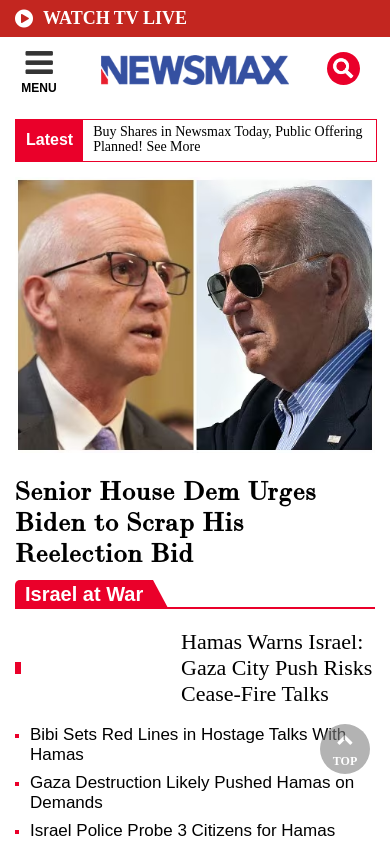 WATCH TV LIVE
MENU
NEWSMAX
Latest
Buy Shares in Newsmax Today, Public Offering
Planned! See More
Senior House Dem Urges
Biden to Scrap His
Reelection Bid
Israel at War
Hamas Warns Israel:
Gaza City Push Risks
Cease-Fire Talks
Bibi Sets Red Lines in Hostage Talks With
Hamas
Gaza Destruction Likely Pushed Hamas on
Demands
Israel Police Probe 3 Citizens for Hamas
TOP